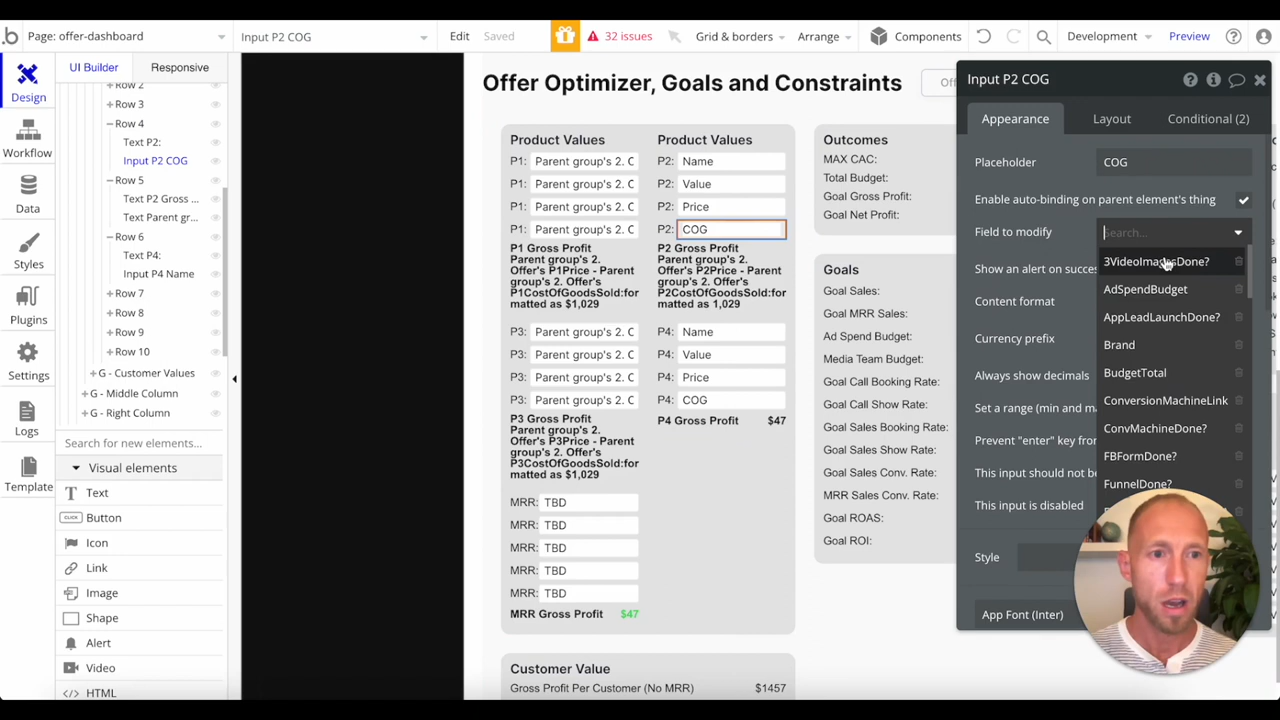 Page: offer-dashboard
Input P2 COG
Edit
Saved
32 issues
Grid & borders
Arrange
Components
Development
Preview
Design
Workflow
Data
Styles
Plugins
Settings
Logs
Template
UI Builder
Responsive
Row 2
Row 3
Row 4
Text P2:
Input P2 COG
Row 5
Text P2 Gross ...
Text Parent gr...
Row 6
Text P4:
Input P4 Name
Row 7
Row 8
Row 9
Row 10
G - Customer Values
G - Middle Column
G - Right Column
Search for new elements...
Visual elements
Text
Button
CLICK
Icon
Link
Image
Shape
Alert
Video
HTML
Offer Optimizer, Goals and Constraints
Product Values
P1: Parent group's 2. C
P1: Parent group's 2. C
P1: Parent group's 2. C
P1: Parent group's 2. C
P1 Gross Profit
Parent group's 2.
Offer's P1Price - Parent
group's 2. Offer's
P1CostOfGoodsSold:for
matted as $1,029
P3: Parent group's 2. C
P3: Parent group's 2. C
P3: Parent group's 2. C
P3: Parent group's 2. C
P3 Gross Profit
Parent group's 2.
Offer's P3Price - Parent
group's 2. Offer's
P3CostOfGoodsSold:for
matted as $1,029
MRR: TBD
MRR: TBD
MRR: TBD
MRR: TBD
MRR: TBD
MRR Gross Profit $47
Product Values
P2: Name
P2: Value
P2: Price
P2: COG
P2 Gross Profit
Parent group's 2.
Offer's P2Price - Parent
group's 2. Offer's
P2CostOfGoodsSold:for
matted as 1,029
P4: Name
P4: Value
P4: Price
P4: COG
P4 Gross Profit $47
Customer Value
Gross Profit Per Customer (No MRR) $1457
Outcomes
MAX CAC:
Total Budget:
Goal Gross Profit:
Goal Net Profit:
Goals
Goal Sales:
Goal MRR Sales:
Ad Spend Budget:
Media Team Budget:
Goal Call Booking Rate:
Goal Call Show Rate:
Goal Sales Booking Rate:
Goal Sales Show Rate:
Goal Sales Conv. Rate:
MRR Sales Conv. Rate:
Goal ROAS:
Goal ROI:
Input P2 COG
Appearance
Layout
Conditional (2)
Placeholder
COG
Enable auto-binding on parent element's thing
Field to modify
Search...
Show an alert on succes
Content format
Currency prefix
Always show decimals
Set a range (min and ma
Prevent "enter" key from
This input should not be
This input is disabled
Style
App Font (Inter)
3VideoImagesDone?
AdSpendBudget
AppLeadLaunchDone?
Brand
BudgetTotal
ConversionMachineLink
ConvMachineDone?
FBFormDone?
FunnelDone?